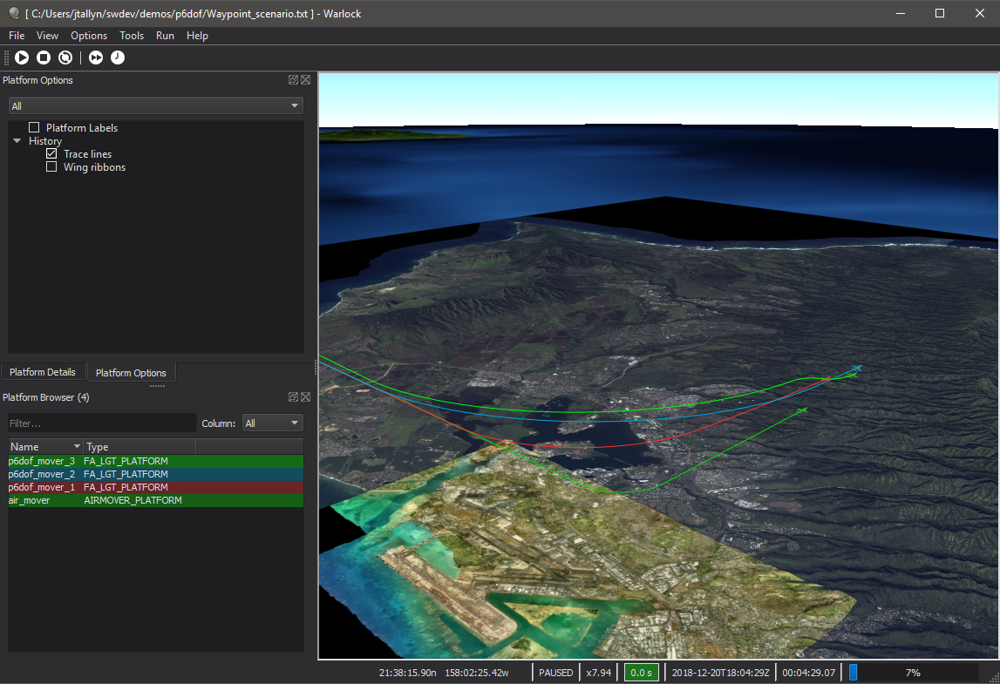 [ C:/Users/jtallyn/swdev/demos/p6dof/Waypoint_scenario.txt ] - Warlock
File View Options Tools Run Help
Platform Options
All
Platform Labels
History
Trace lines
Wing ribbons
Platform Details Platform Options
Platform Browser (4)
Filter... Column: All
Name Type
p6dof_mover_3 FA_LGT_PLATFORM
p6dof_mover_2 FA_LGT_PLATFORM
p6dof_mover_1 FA_LGT_PLATFORM
air_mover AIRMOVER_PLATFORM
21:38:15.90n 158:02:25.42w PAUSED x7.94 0.0 s 2018-12-20T18:04:29Z 00:04:29.07 7%